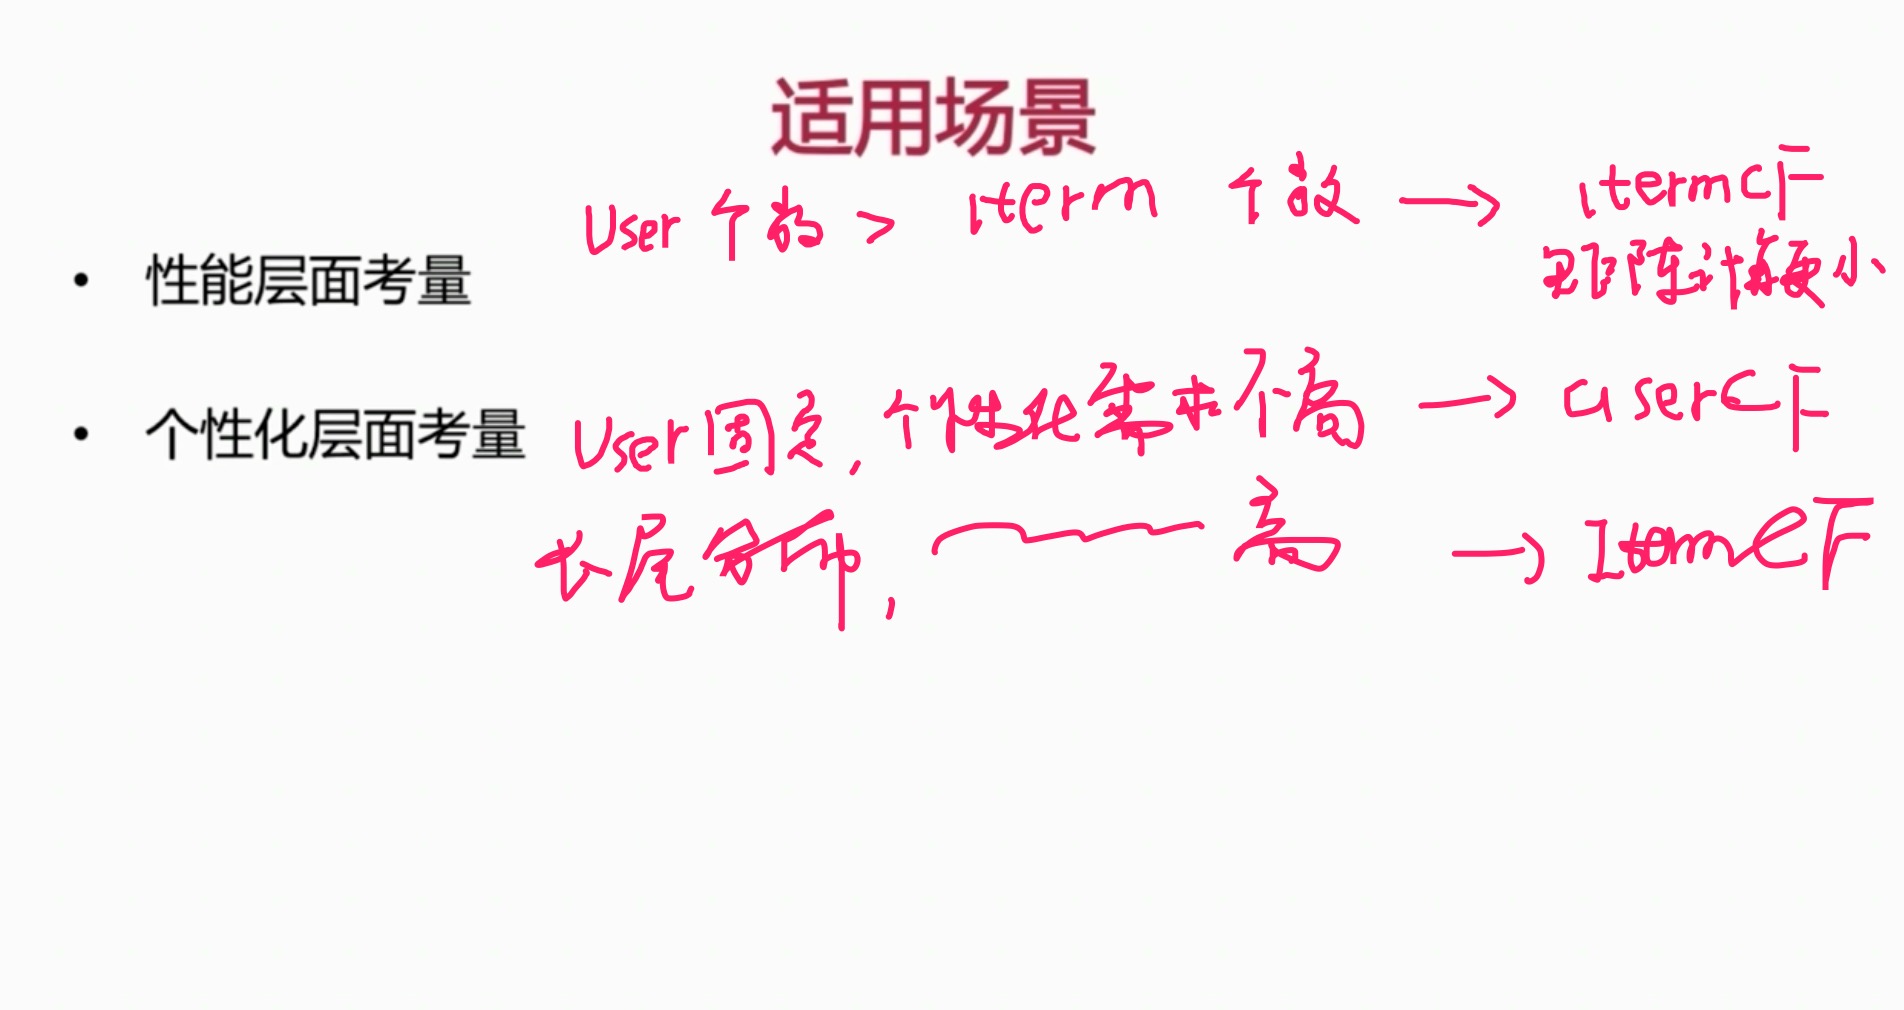 适用场景
• 性能层面考量
User 个数 > iterm 个数 → itermCF
矩阵计算更小
• 个性化层面考量
User 固定, 个性化需求不高 → userCF
长尾分布, 高 → ItemCF